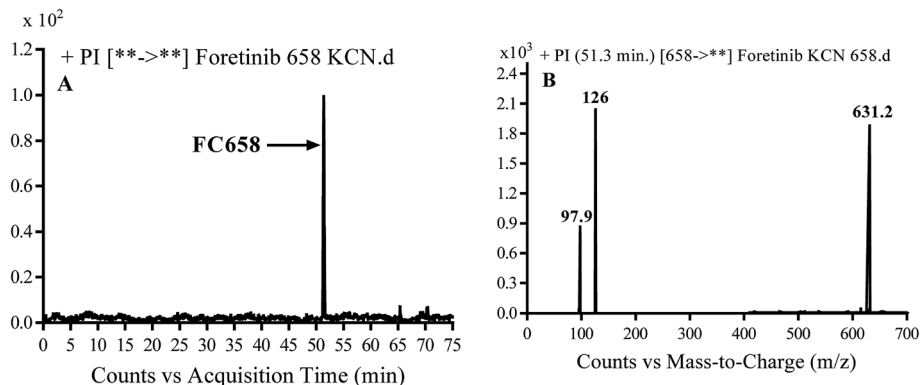 x 10²
+ PI [**->**] Foretinib 658 KCN.d
A
FC658
1.2
1.0
0.8
0.6
0.4
0.2
0.0
0 5 10 15 20 25 30 35 40 45 50 55 60 65 70 75
Counts vs Acquisition Time (min)
x10³ + PI (51.3 min.) [658->**] Foretinib KCN 658.d
B
126
631.2
97.9
2.4
2.1
1.8
1.5
1.2
0.9
0.6
0.3
0.0
0 100 200 300 400 500 600 700
Counts vs Mass-to-Charge (m/z)